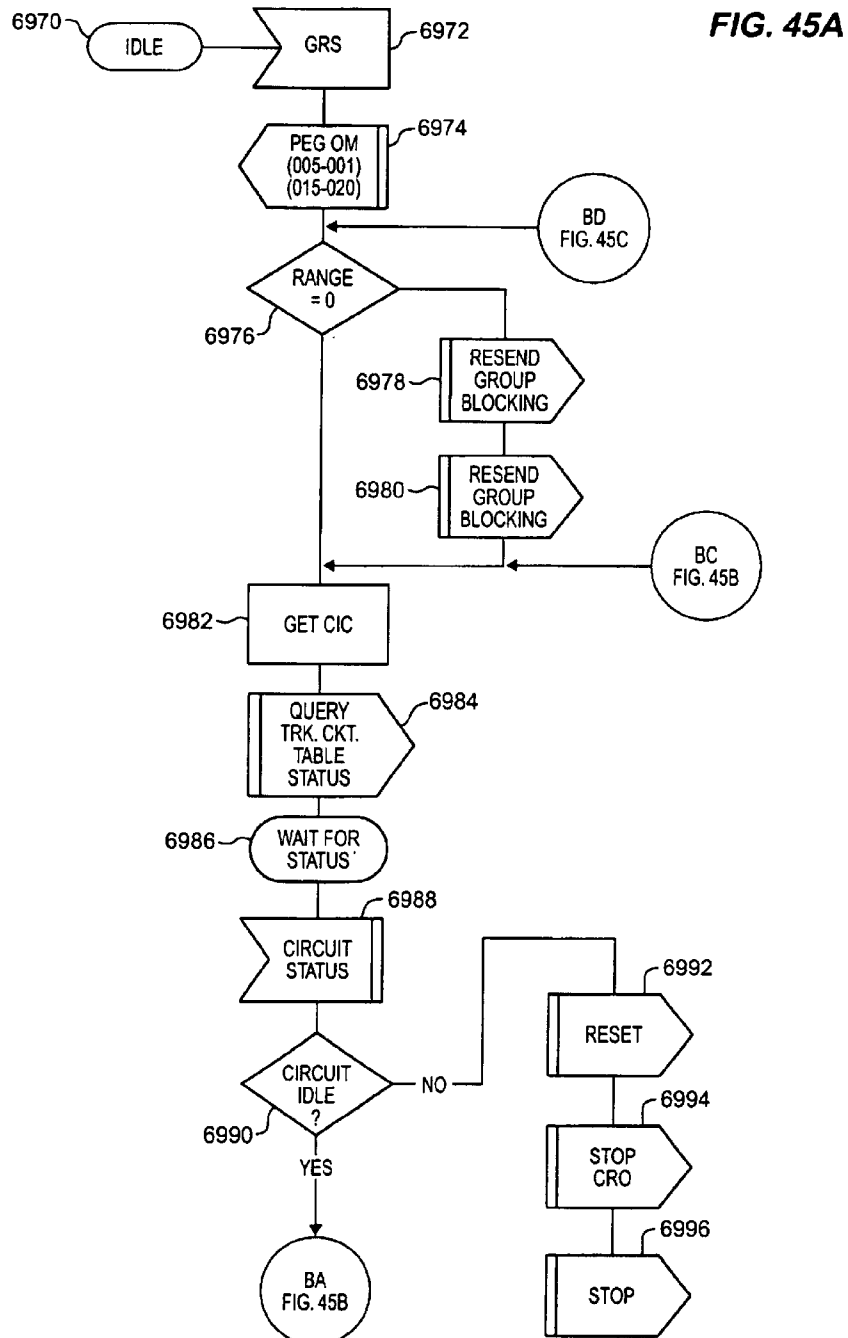 FIG. 45A
6970
IDLE
GRS
6972
PEG OM
(005-001)
(015-020)
6974
BD
FIG. 45C
RANGE
= 0
6976
6978
RESEND
GROUP
BLOCKING
6980
RESEND
GROUP
BLOCKING
BC
FIG. 45B
6982
GET CIC
QUERY
TRK. CKT.
TABLE
STATUS
6984
6986
WAIT FOR
STATUS
6988
CIRCUIT
STATUS
6992
RESET
CIRCUIT
IDLE
?
6990
NO
6994
STOP
CRO
YES
6996
STOP
BA
FIG. 45B